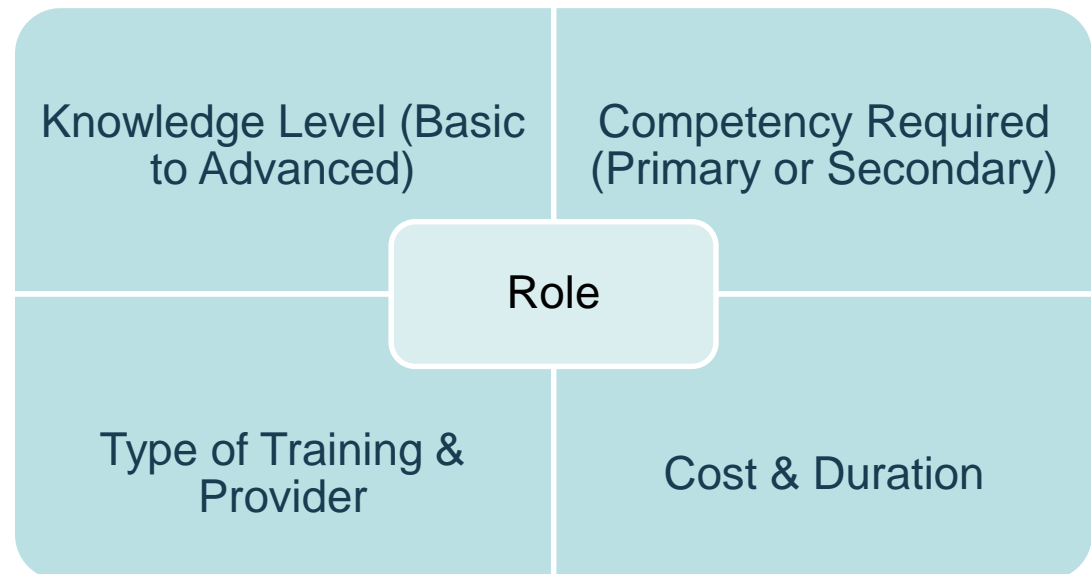 Knowledge Level (Basic
to Advanced)
Competency Required
(Primary or Secondary)
Role
Type of Training &
Provider
Cost & Duration